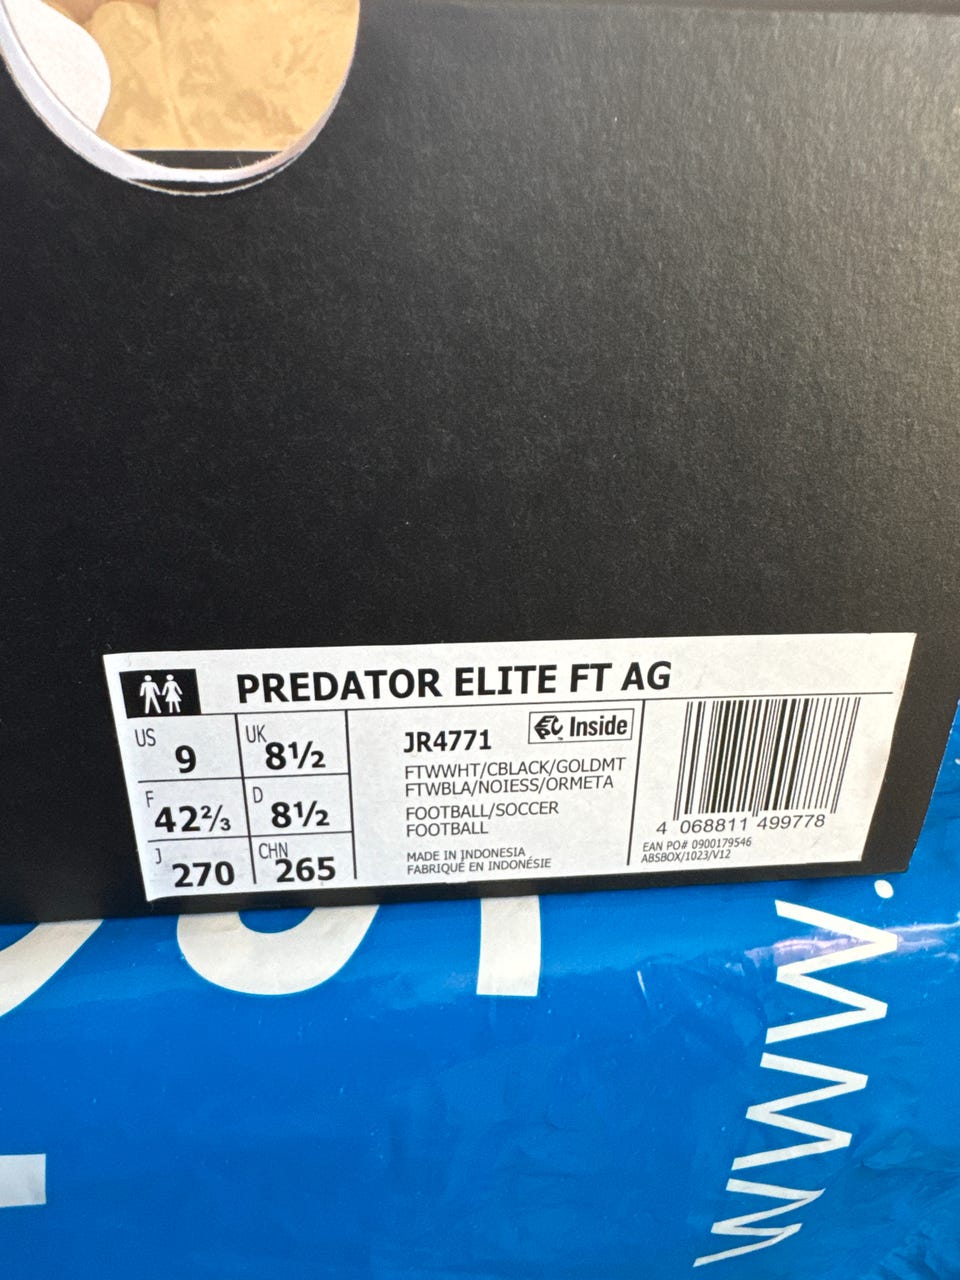 PREDATOR ELITE FT AG
US 9
UK 8½
F 42⅔
D 8½
J 270
CHN 265
JR4771
Inside
FTWWHT/CBLACK/GOLDMT
FTWBLA/NOIESS/ORMETA
FOOTBALL/SOCCER
FOOTBALL
MADE IN INDONESIA
FABRIQUÉ EN INDONÉSIE
4 068811 499778
EAN PO# 0900179546
ABSBOX/1023/V12
www.